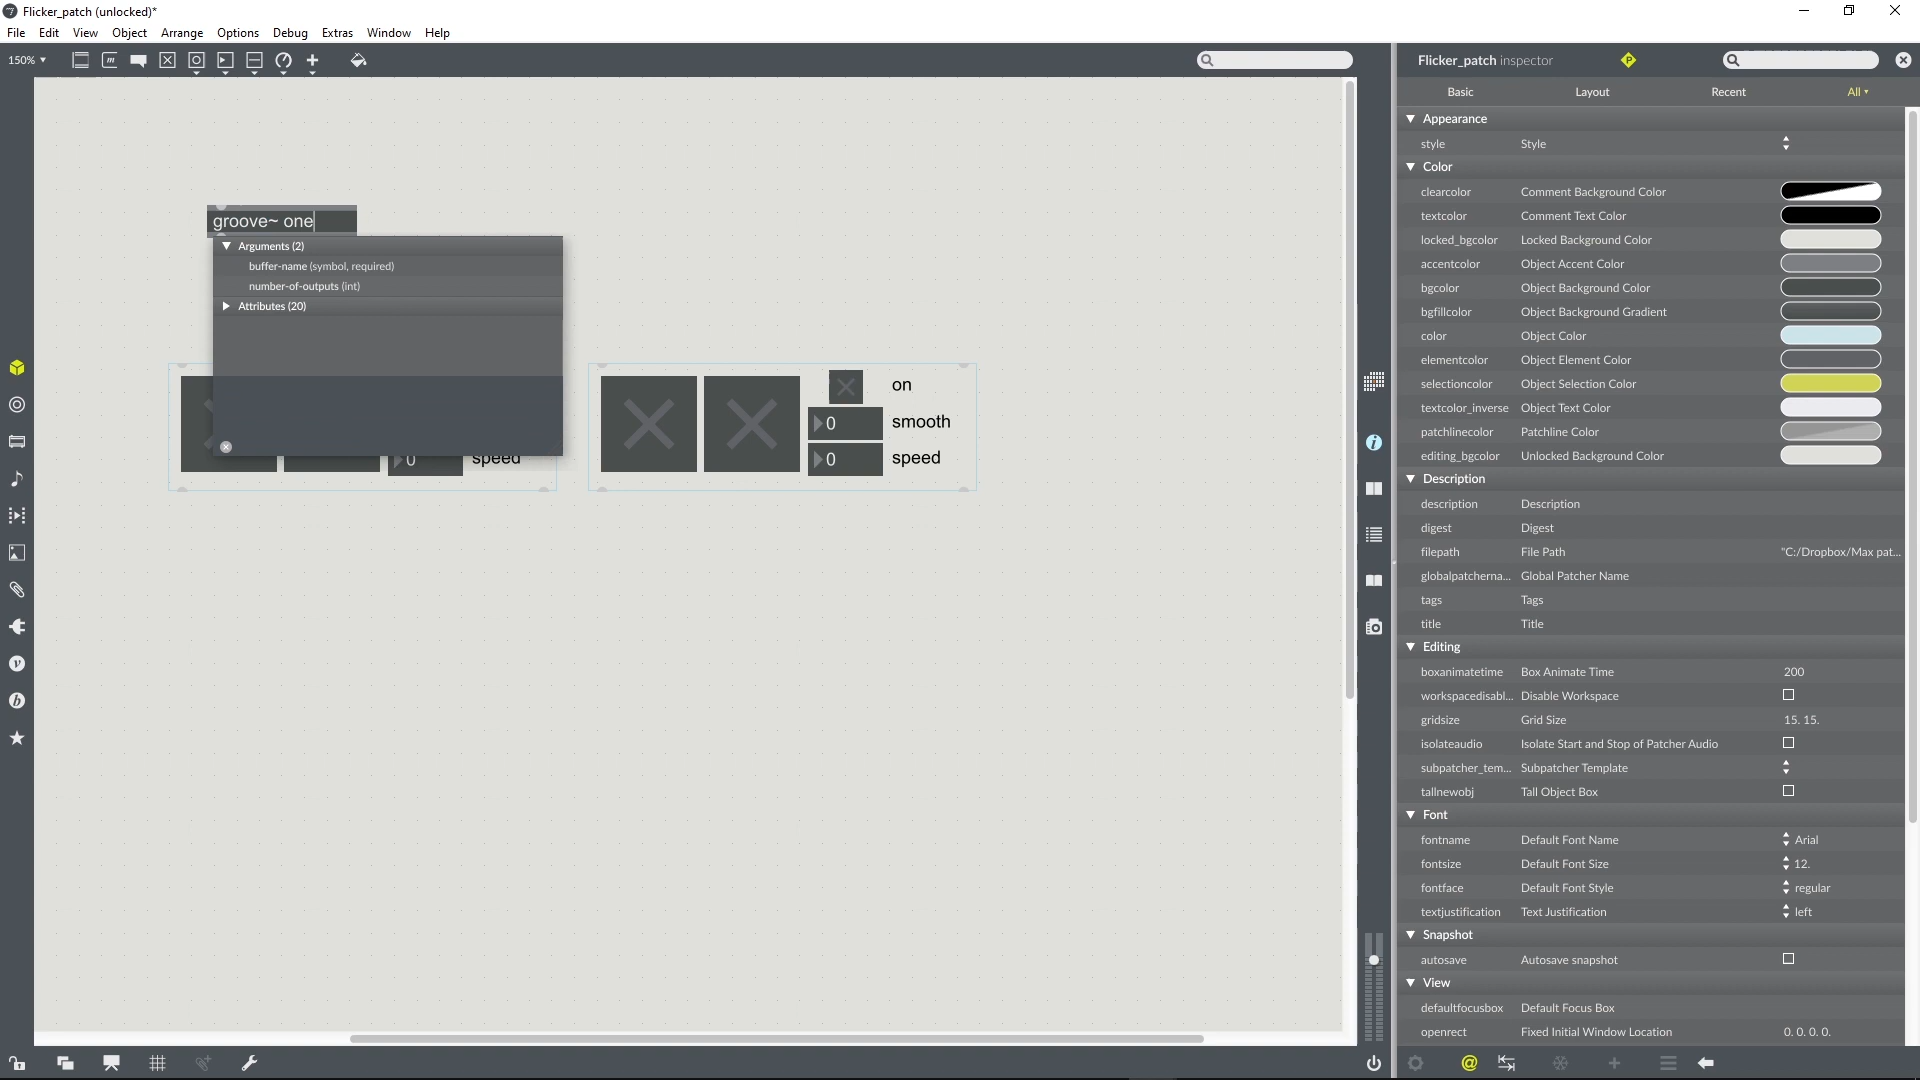 Flicker_patch (unlocked)*
File Edit View Object Arrange Options Debug Extras Window Help
150%
Flicker_patch inspector
Basic Layout Recent All
Appearance
style Style
Color
clearcolor Comment Background Color
textcolor Comment Text Color
locked_bgcolor Locked Background Color
accentcolor Object Accent Color
bgcolor Object Background Color
bgfillcolor Object Background Gradient
color Object Color
elementcolor Object Element Color
selectioncolor Object Selection Color
textcolor_inverse Object Text Color
patchlinecolor Patchline Color
editing_bgcolor Unlocked Background Color
Description
description Description
digest Digest
filepath File Path "C:/Dropbox/Max pat...
globalpatcherna... Global Patcher Name
tags Tags
title Title
Editing
boxanimatetime Box Animate Time 200
workspacedisabl... Disable Workspace
gridsize Grid Size 15. 15.
isolateaudio Isolate Start and Stop of Patcher Audio
subpatcher_tem... Subpatcher Template
tallnewobj Tall Object Box
Font
fontname Default Font Name Arial
fontsize Default Font Size 12.
fontface Default Font Style regular
textjustification Text Justification left
Snapshot
autosave Autosave snapshot
View
defaultfocusbox Default Focus Box
openrect Fixed Initial Window Location 0. 0. 0. 0.
groove~ one
Arguments (2)
buffer-name (symbol, required)
number-of-outputs (int)
Attributes (20)
0 speed
on
0 smooth
0 speed